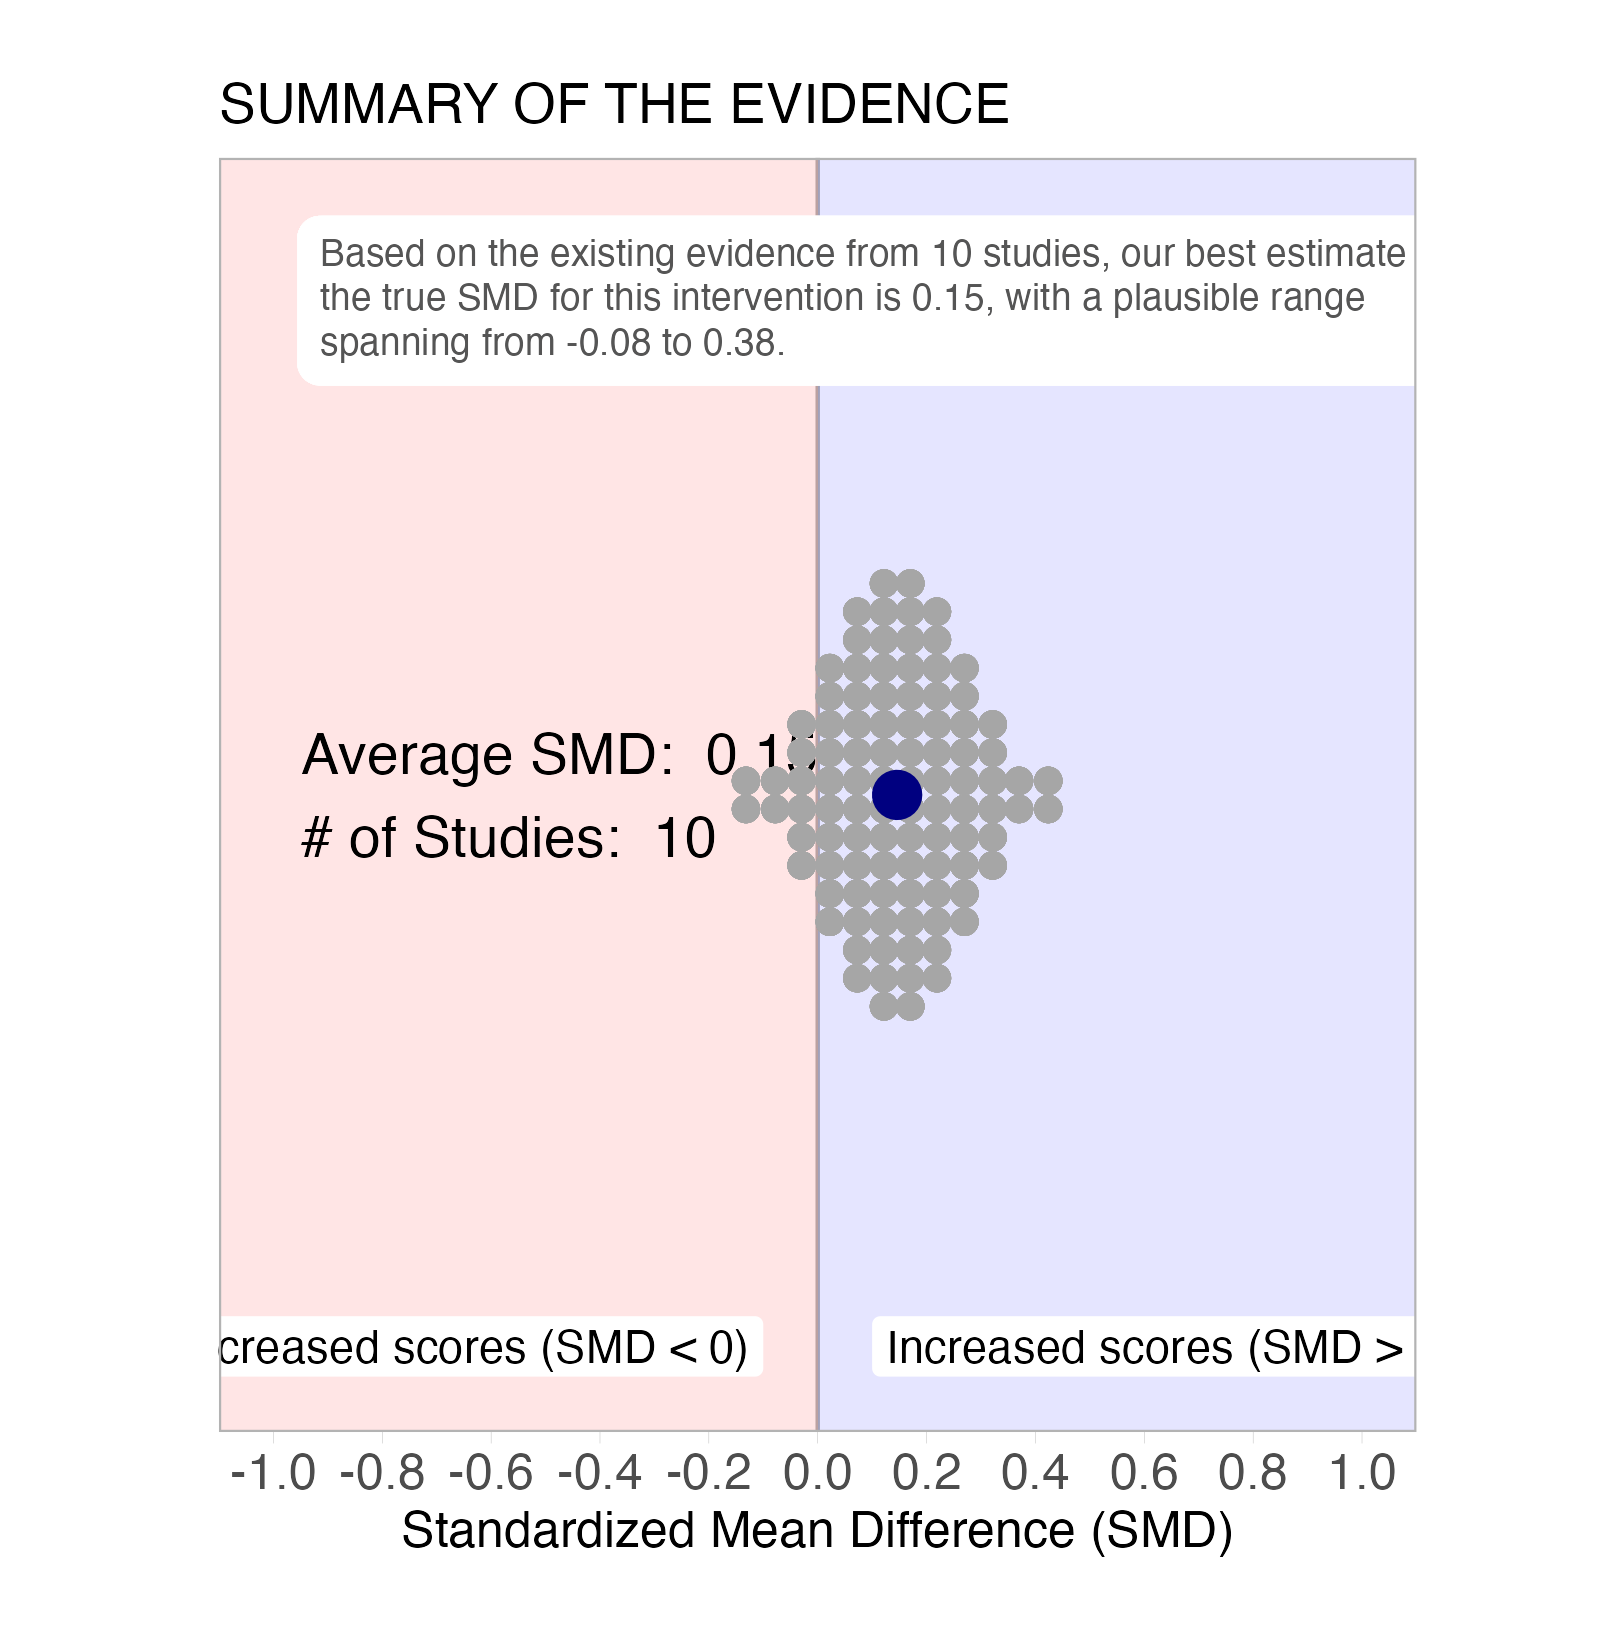 SUMMARY OF THE EVIDENCE
Based on the existing evidence from 10 studies, our best estimate
the true SMD for this intervention is 0.15, with a plausible range
spanning from -0.08 to 0.38.
Average SMD: 0.15
# of Studies: 10
creased scores (SMD < 0)
Increased scores (SMD >
-1.0 -0.8 -0.6 -0.4 -0.2 0.0 0.2 0.4 0.6 0.8 1.0
Standardized Mean Difference (SMD)